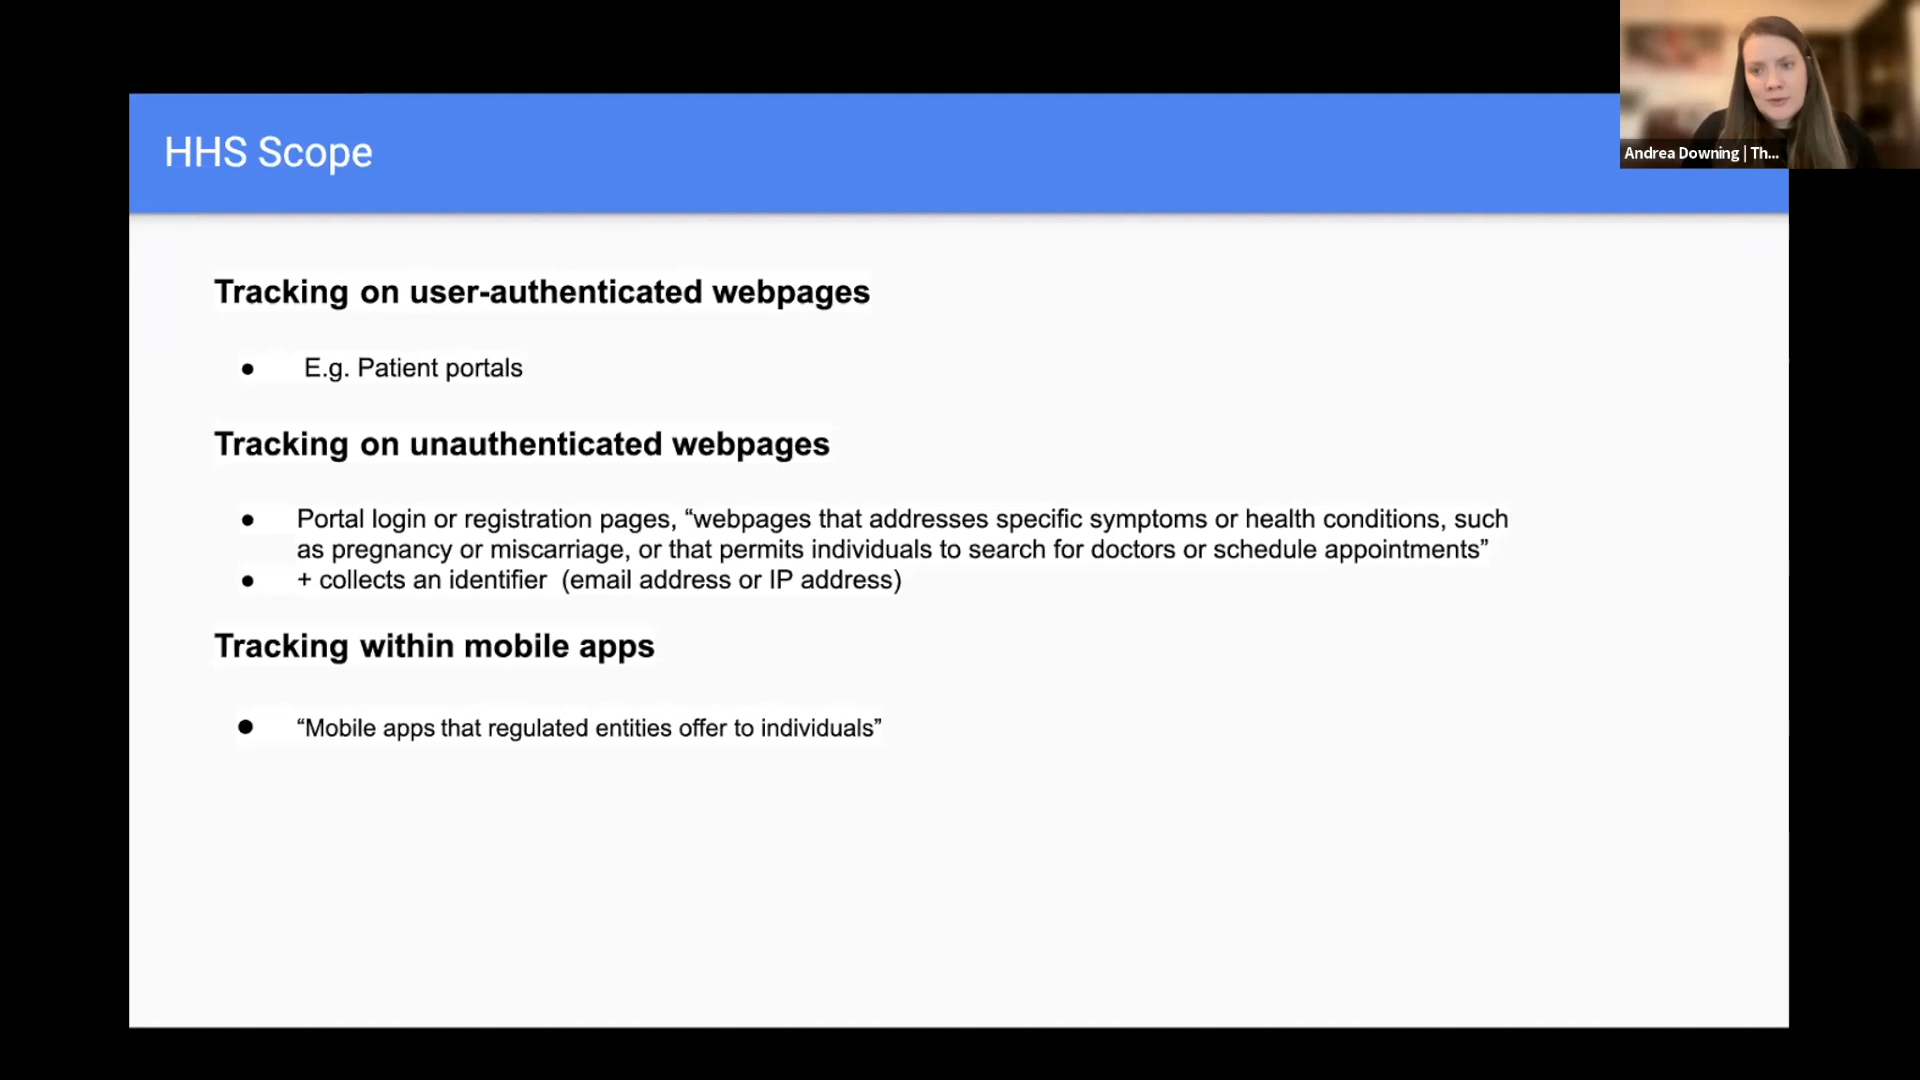 HHS Scope
Andrea Downing | Th...
Tracking on user-authenticated webpages
● E.g. Patient portals
Tracking on unauthenticated webpages
● Portal login or registration pages, “webpages that addresses specific symptoms or health conditions, such
as pregnancy or miscarriage, or that permits individuals to search for doctors or schedule appointments”
● + collects an identifier (email address or IP address)
Tracking within mobile apps
● “Mobile apps that regulated entities offer to individuals”